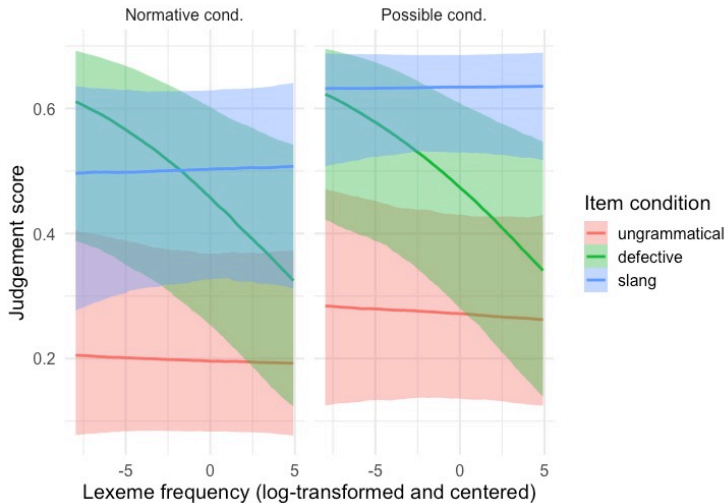 Normative cond.
Possible cond.
Judgement score
0.6
0.4
0.2
-5
0
5
-5
0
5
Lexeme frequency (log-transformed and centered)
Item condition
ungrammatical
defective
slang